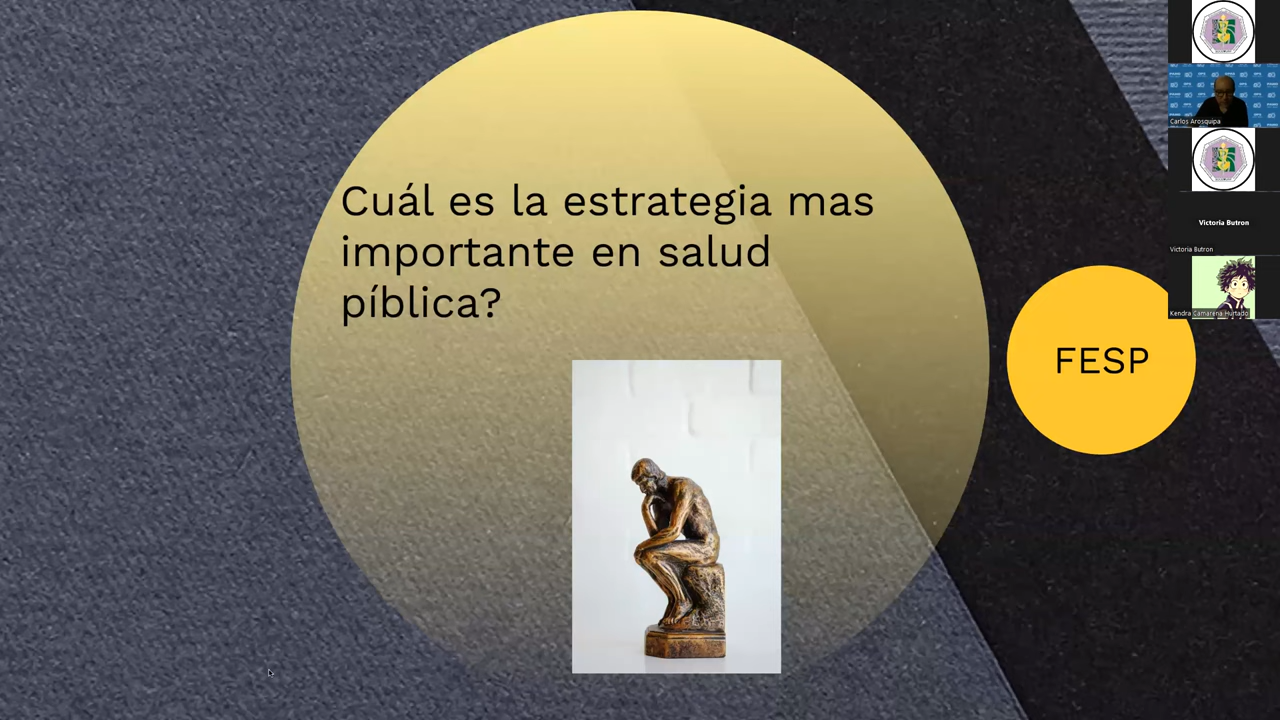 Cuál es la estrategia mas
importante en salud
píblica?
FESP
Carlos Arosquipa
Victoria Butron
Victoria Butron
Kendra Camarena Hurtado